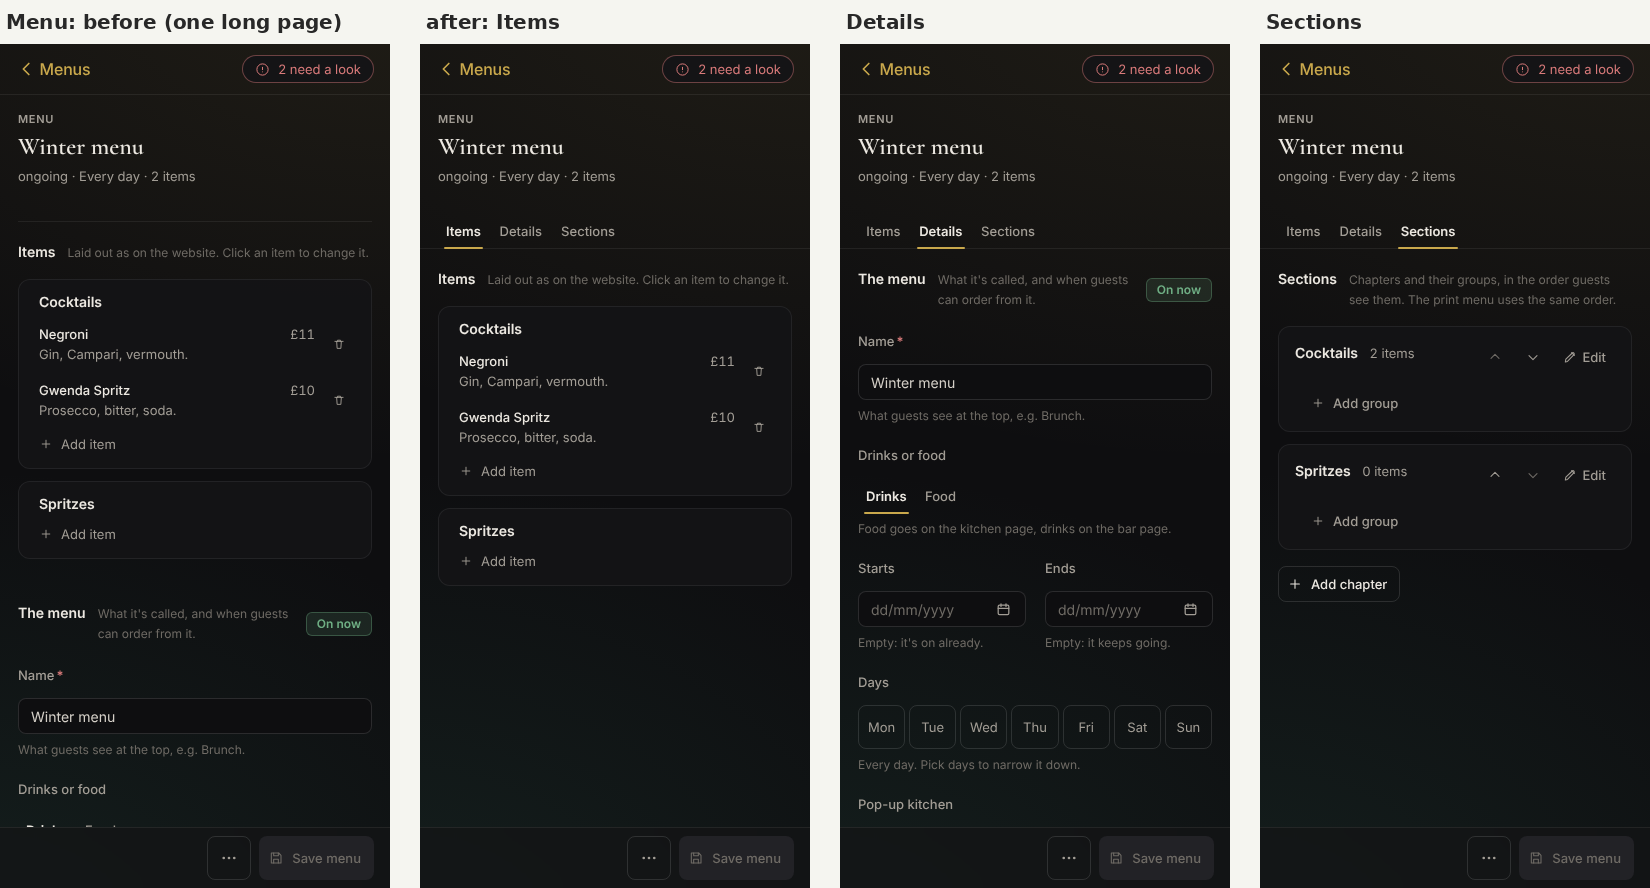 Menu: before (one long page)
Menus
2 need a look
MENU
Winter menu
ongoing · Every day · 2 items
Items Laid out as on the website. Click an item to change it.
Cocktails
Negroni £11
Gin, Campari, vermouth.
Gwenda Spritz £10
Prosecco, bitter, soda.
+ Add item
Spritzes
+ Add item
The menu What it's called, and when guests
can order from it.
On now
Name *
Winter menu
What guests see at the top, e.g. Brunch.
Drinks or food
... Save menu
after: Items
Menus
2 need a look
MENU
Winter menu
ongoing · Every day · 2 items
Items Details Sections
Items Laid out as on the website. Click an item to change it.
Cocktails
Negroni £11
Gin, Campari, vermouth.
Gwenda Spritz £10
Prosecco, bitter, soda.
+ Add item
Spritzes
+ Add item
... Save menu
Details
Menus
2 need a look
MENU
Winter menu
ongoing · Every day · 2 items
Items Details Sections
The menu What it's called, and when guests
can order from it.
On now
Name *
Winter menu
What guests see at the top, e.g. Brunch.
Drinks or food
Drinks Food
Food goes on the kitchen page, drinks on the bar page.
Starts Ends
dd/mm/yyyy dd/mm/yyyy
Empty: it's on already. Empty: it keeps going.
Days
Mon Tue Wed Thu Fri Sat Sun
Every day. Pick days to narrow it down.
Pop-up kitchen
... Save menu
Sections
Menus
2 need a look
MENU
Winter menu
ongoing · Every day · 2 items
Items Details Sections
Sections Chapters and their groups, in the order guests
see them. The print menu uses the same order.
Cocktails 2 items Edit
+ Add group
Spritzes 0 items Edit
+ Add group
+ Add chapter
... Save menu